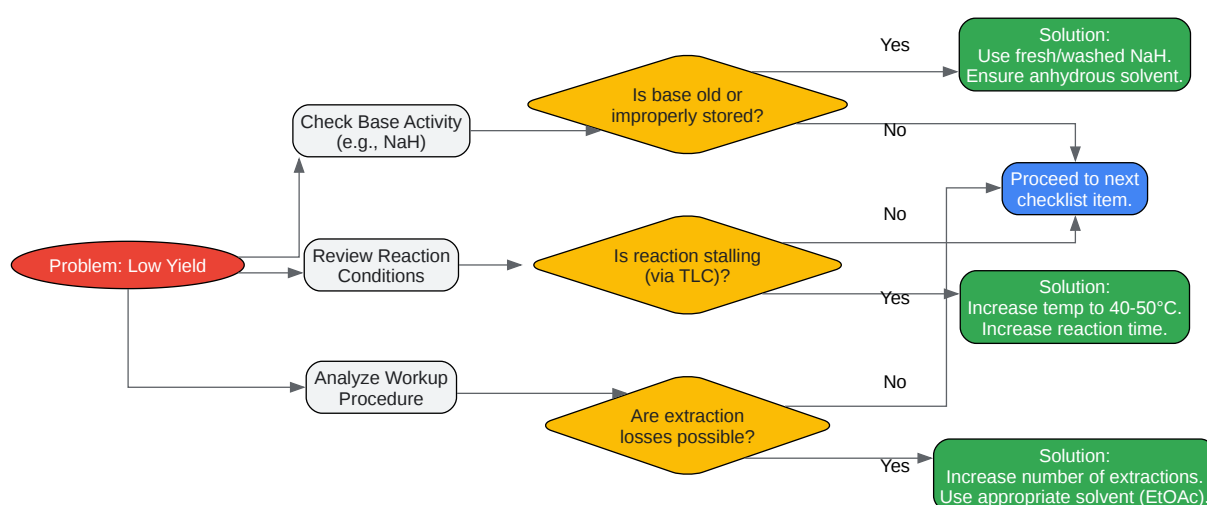 Solution:
Use fresh/washed NaH.
Ensure anhydrous solvent.
Yes
Is base old or
improperly stored?
Check Base Activity
(e.g., NaH)
No
Proceed to next
checklist item.
No
Problem: Low Yield
Review Reaction
Conditions
Is reaction stalling
(via TLC)?
Yes
Solution:
Increase temp to 40-50°C.
Increase reaction time.
Analyze Workup
Procedure
No
Are extraction
losses possible?
Yes
Solution:
Increase number of extractions.
Use appropriate solvent (EtOAc).